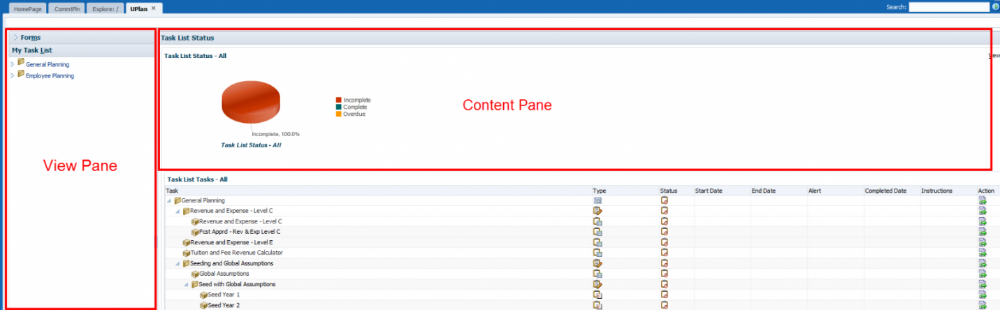 HomePage CommtPln Explore: / UPlan × Search:
Forms
My Task List
General Planning
Employee Planning
View Pane
Task List Status
Task List Status - All
View
Incomplete
Complete
Overdue
Incomplete, 100.0%
Task List Status - All
Content Pane
Task List Tasks - All
Task Type Status Start Date End Date Alert Completed Date Instructions Action
General Planning
Revenue and Expense - Level C
Revenue and Expense - Level C
Fcst Apprd - Rev & Exp Level C
Revenue and Expense - Level E
Tuition and Fee Revenue Calculator
Seeding and Global Assumptions
Global Assumptions
Seed with Global Assumptions
Seed Year 1
Seed Year 2